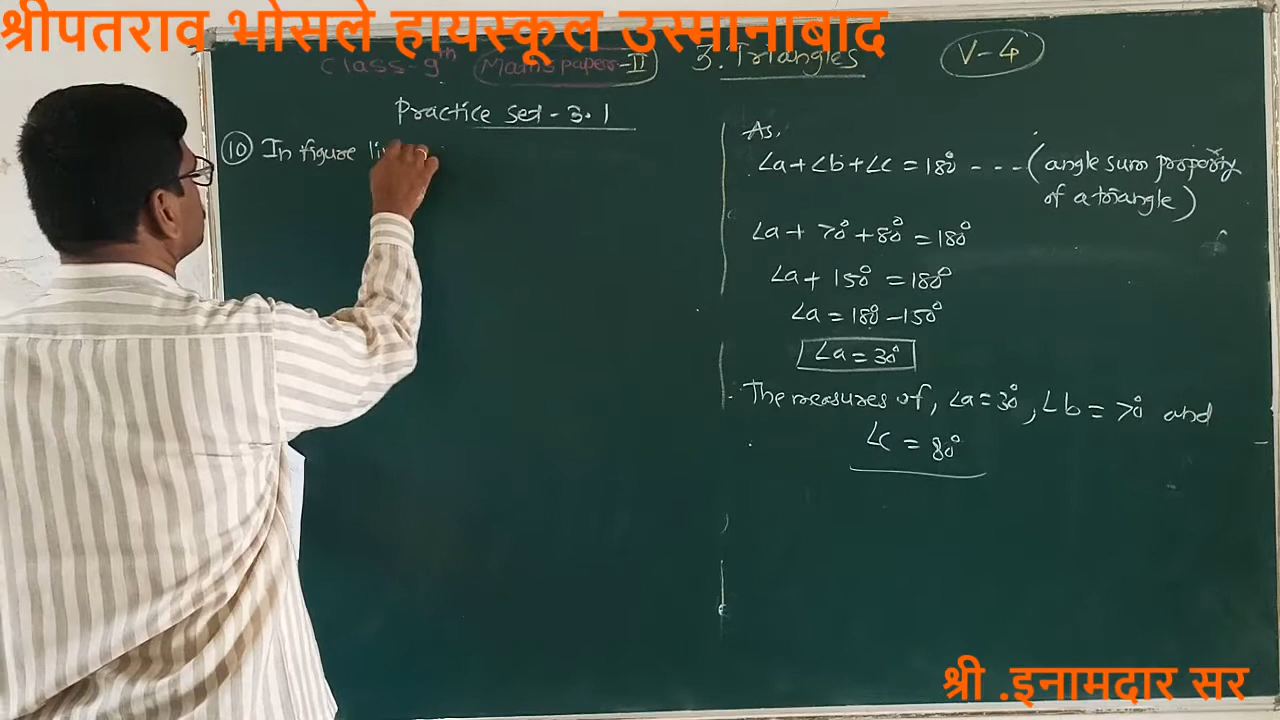 श्रीपतराव भोसले हायस्कूल उस्मानाबाद
Class-9th Maths paper-II 3. Triangles V-4
Practice Set - 3.1
(10) In figure li
As,
∠a+∠b+∠c = 180° - - - (angle sum property
of a triangle)
∠a + 70° + 80° = 180°
∠a + 150° = 180°
∠a = 180° - 150°
∠a = 30°
The measures of, ∠a = 30°, ∠b = 70° and
∠c = 80°
श्री .इनामदार सर